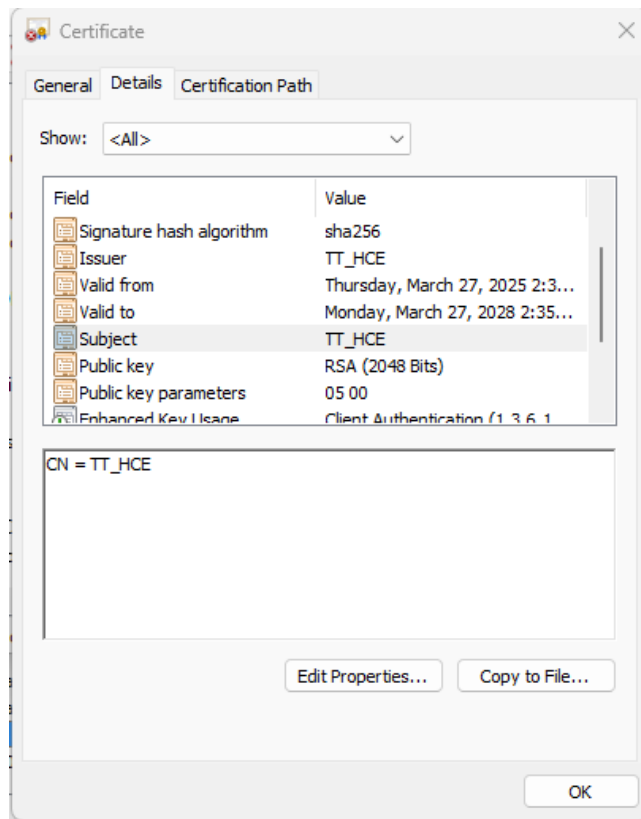 Certificate
General Details Certification Path
Show: <All>
Field Value
Signature hash algorithm sha256
Issuer TT_HCE
Valid from Thursday, March 27, 2025 2:3...
Valid to Monday, March 27, 2028 2:35...
Subject TT_HCE
Public key RSA (2048 Bits)
Public key parameters 05 00
Enhanced Key Usage Client Authentication (1.3.6.1
CN = TT_HCE
Edit Properties... Copy to File...
OK